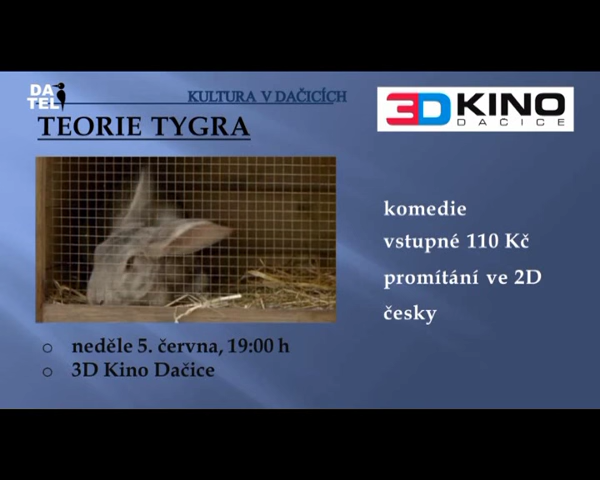 DA
TEL
KULTURA V DAČICÍCH
TEORIE TYGRA
3D KINO
DAČICE
komedie
vstupné 110 Kč
promítání ve 2D
česky
o neděle 5. června, 19:00 h
o 3D Kino Dačice